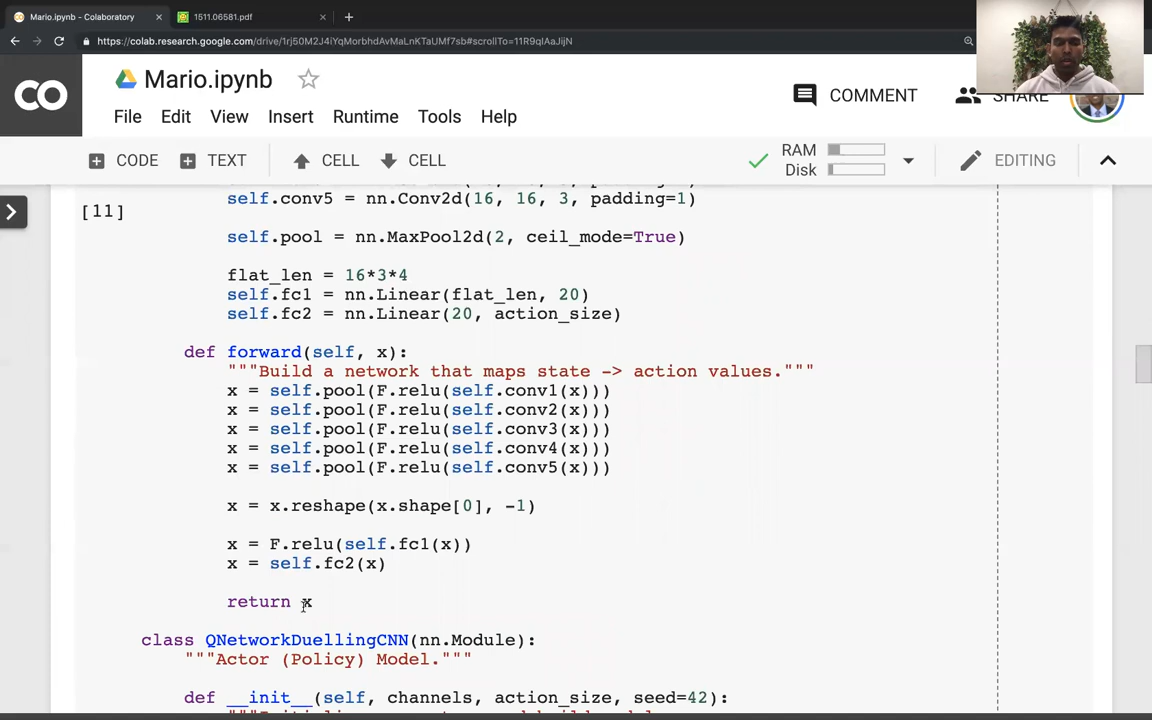 Mario.ipynb - Colaboratory
1511.06581.pdf
https://colab.research.google.com/drive/1rj50M2J4iYqMorbhdAvMaLnKTaUMf7sb#scrollTo=11R9qIAaJjN
CO
Mario.ipynb
COMMENT
SHARE
File Edit View Insert Runtime Tools Help
CODE TEXT CELL CELL
RAM
Disk
EDITING
[11]
self.conv5 = nn.Conv2d(16, 16, 3, padding=1)
self.pool = nn.MaxPool2d(2, ceil_mode=True)
flat_len = 16*3*4
self.fc1 = nn.Linear(flat_len, 20)
self.fc2 = nn.Linear(20, action_size)
def forward(self, x):
"""Build a network that maps state -> action values."""
x = self.pool(F.relu(self.conv1(x)))
x = self.pool(F.relu(self.conv2(x)))
x = self.pool(F.relu(self.conv3(x)))
x = self.pool(F.relu(self.conv4(x)))
x = self.pool(F.relu(self.conv5(x)))
x = x.reshape(x.shape[0], -1)
x = F.relu(self.fc1(x))
x = self.fc2(x)
return x
class QNetworkDuellingCNN(nn.Module):
"""Actor (Policy) Model."""
def __init__(self, channels, action_size, seed=42):